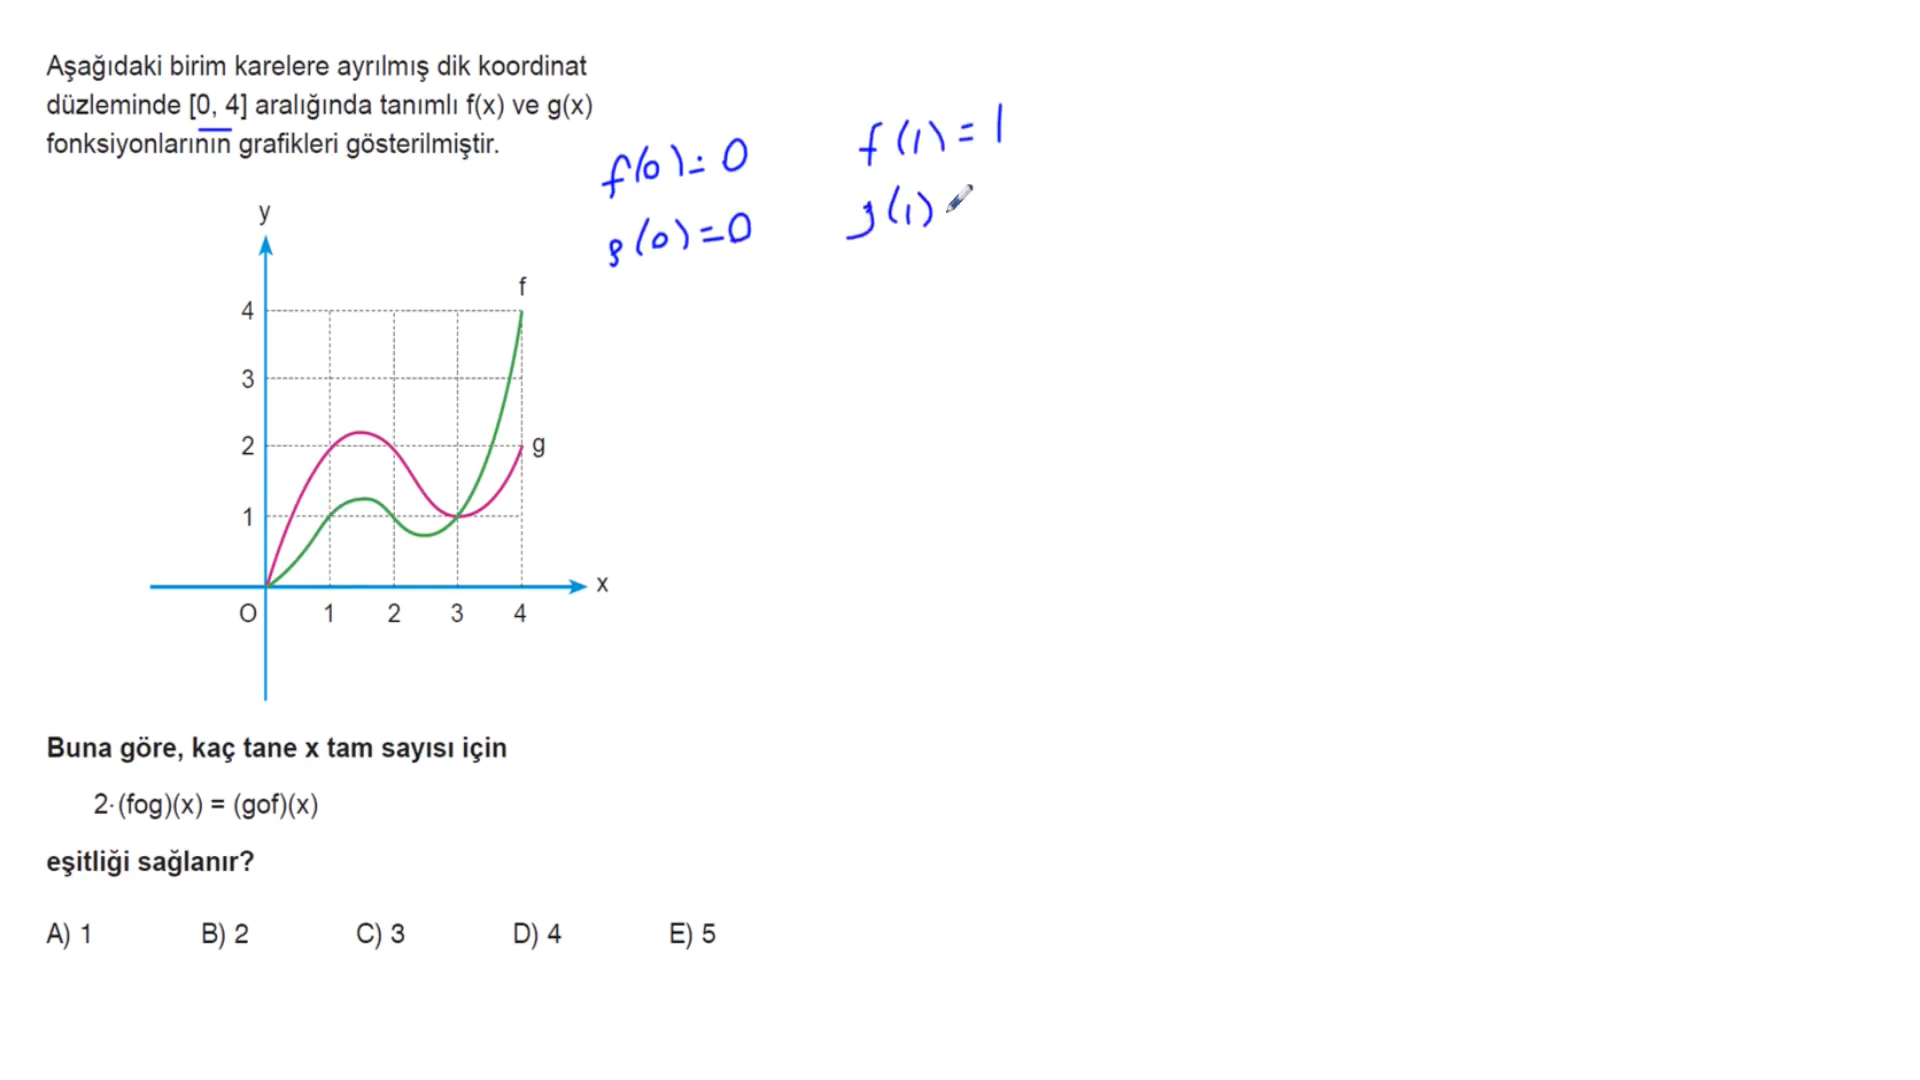 Aşağıdaki birim karelere ayrılmış dik koordinat
düzleminde [0, 4] aralığında tanımlı f(x) ve g(x)
fonksiyonlarının grafikleri gösterilmiştir.
f(0)=0
f(1)=1
g(0)=0
g(1)
y
f
4
3
2
g
1
x
O 1 2 3 4
Buna göre, kaç tane x tam sayısı için
2·(fog)(x) = (gof)(x)
eşitliği sağlanır?
A) 1 B) 2 C) 3 D) 4 E) 5